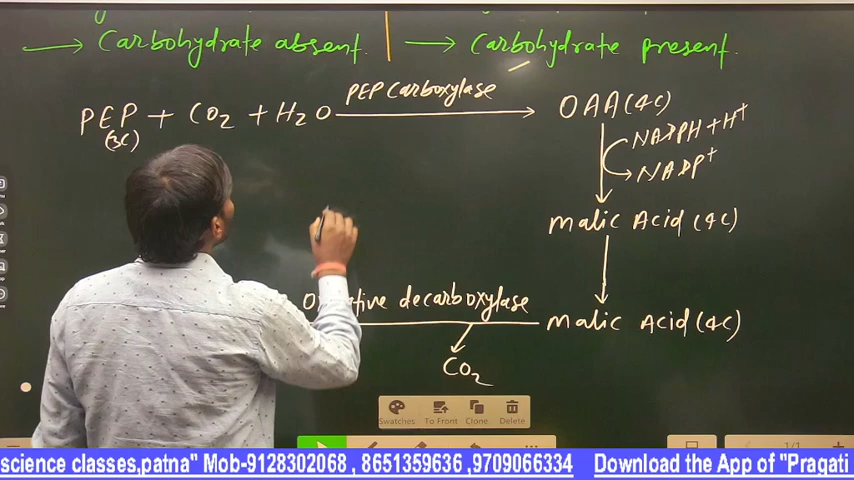 → Carbohydrate absent.
→ Carbohydrate present.
PEP + CO2 + H2O
(3C)
PEP Carboxylase
OAA (4C)
NADPH + H+
NADP+
Malic Acid (4C)
decarboxylase
Malic Acid (4C)
CO2
Swatches To Front Clone Delete
1/1
science classes,patna" Mob-9128302068 , 8651359636 ,9709066334 Download the App of "Pragati